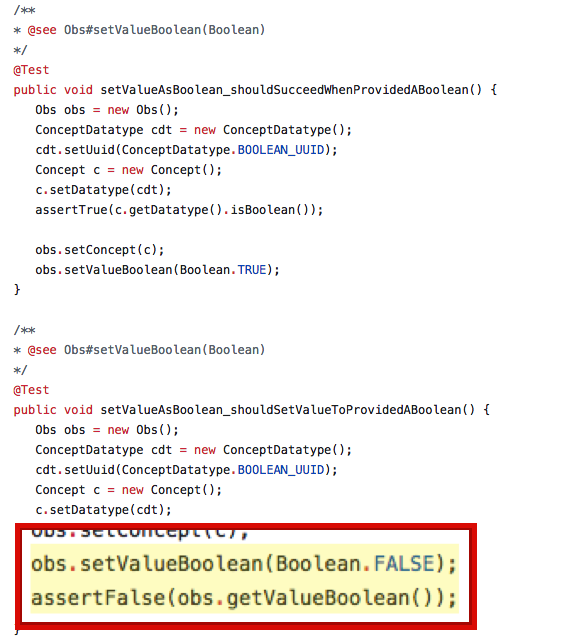 /**
* @see Obs#setValueBoolean(Boolean)
*/
@Test
public void setValueAsBoolean_shouldSucceedWhenProvidedABoolean() {
Obs obs = new Obs();
ConceptDatatype cdt = new ConceptDatatype();
cdt.setUuid(ConceptDatatype.BOOLEAN_UUID);
Concept c = new Concept();
c.setDatatype(cdt);
assertTrue(c.getDatatype().isBoolean());
obs.setConcept(c);
obs.setValueBoolean(Boolean.TRUE);
}
/**
* @see Obs#setValueBoolean(Boolean)
*/
@Test
public void setValueAsBoolean_shouldSetValueToProvidedABoolean() {
Obs obs = new Obs();
ConceptDatatype cdt = new ConceptDatatype();
cdt.setUuid(ConceptDatatype.BOOLEAN_UUID);
Concept c = new Concept();
c.setDatatype(cdt);
obs.setConcept(c);
obs.setValueBoolean(Boolean.FALSE);
assertFalse(obs.getValueBoolean());
}